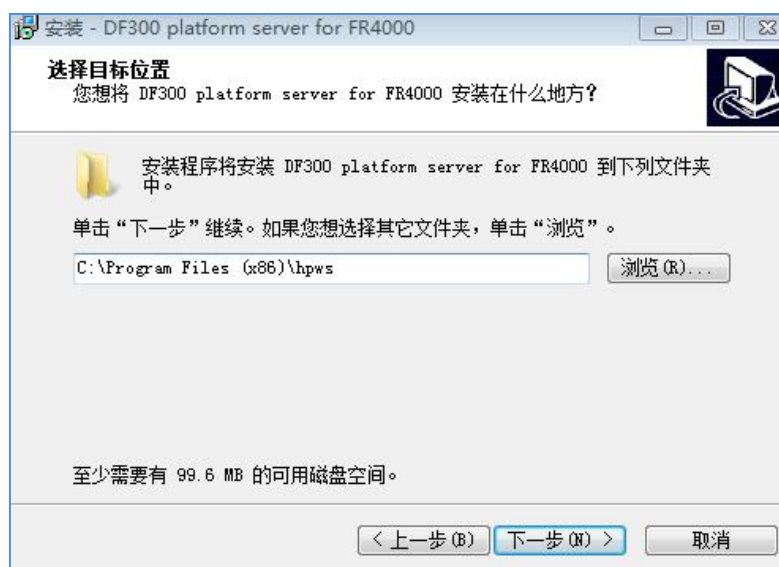 安装 - DF300 platform server for FR4000
选择目标位置
您想将 DF300 platform server for FR4000 安装在什么地方?
安装程序将安装 DF300 platform server for FR4000 到下列文件夹
中。
单击“下一步”继续。如果您想选择其它文件夹，单击“浏览”。
C:\Program Files (x86)\hpws
浏览(R)...
至少需要有 99.6 MB 的可用磁盘空间。
< 上一步(B)
下一步(N) >
取消